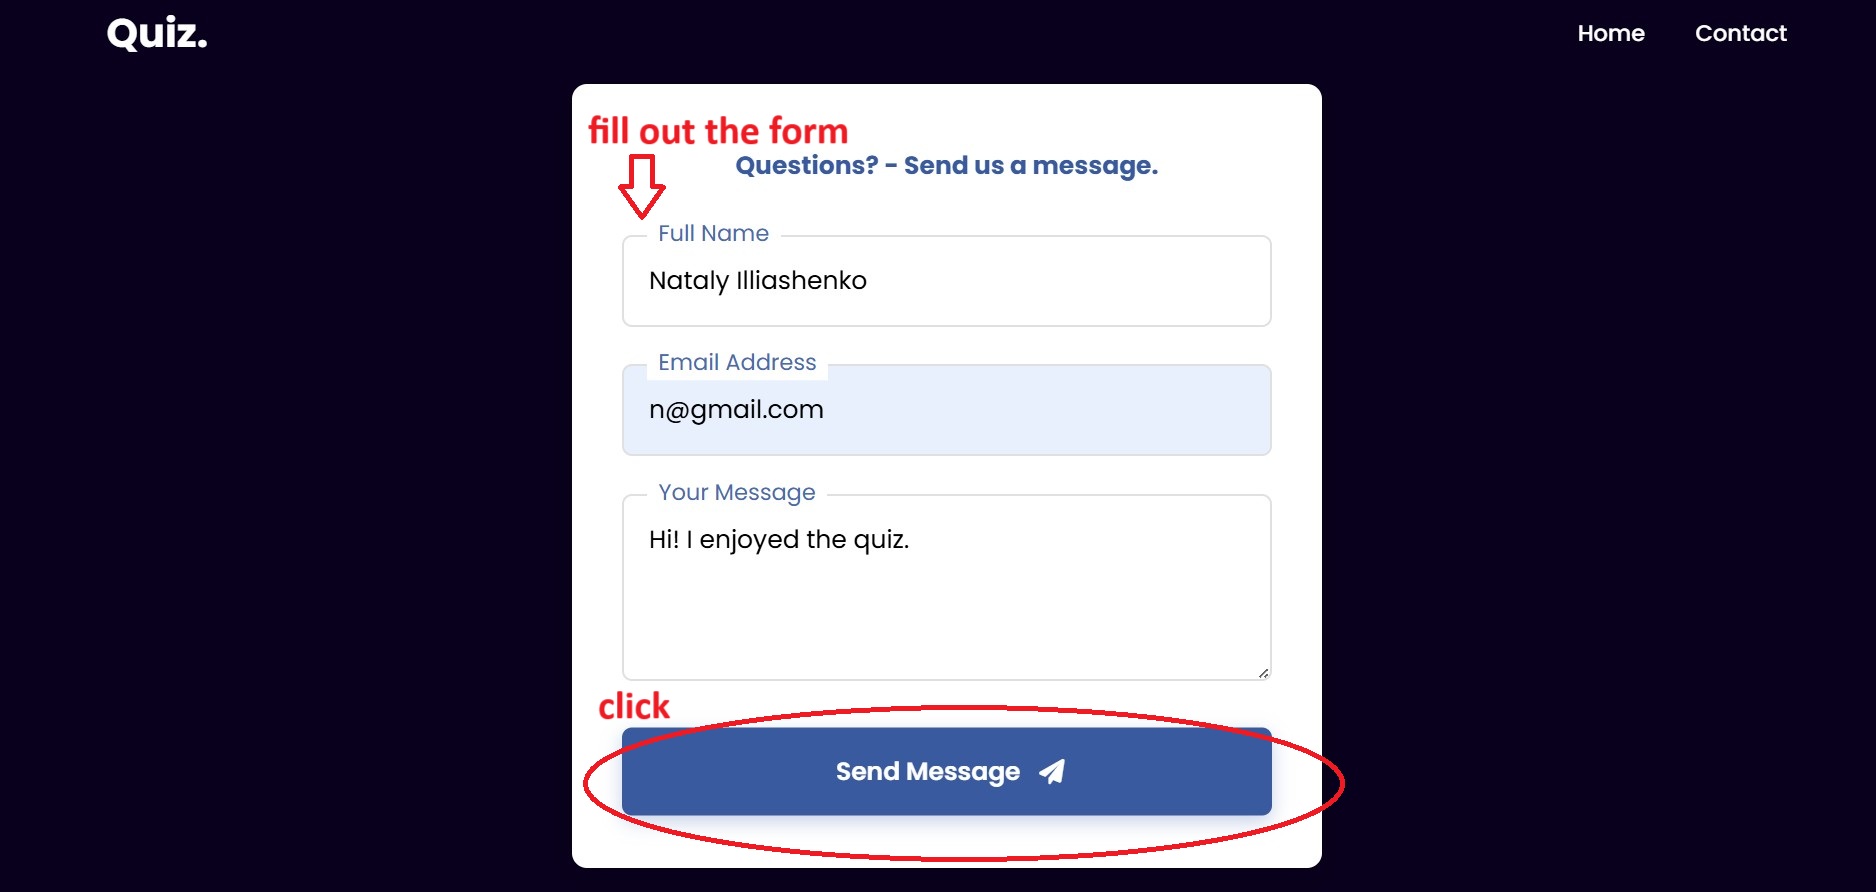 Quiz.
Home
Contact
fill out the form
Questions? - Send us a message.
Full Name
Nataly Illiashenko
Email Address
n@gmail.com
Your Message
Hi! I enjoyed the quiz.
click
Send Message